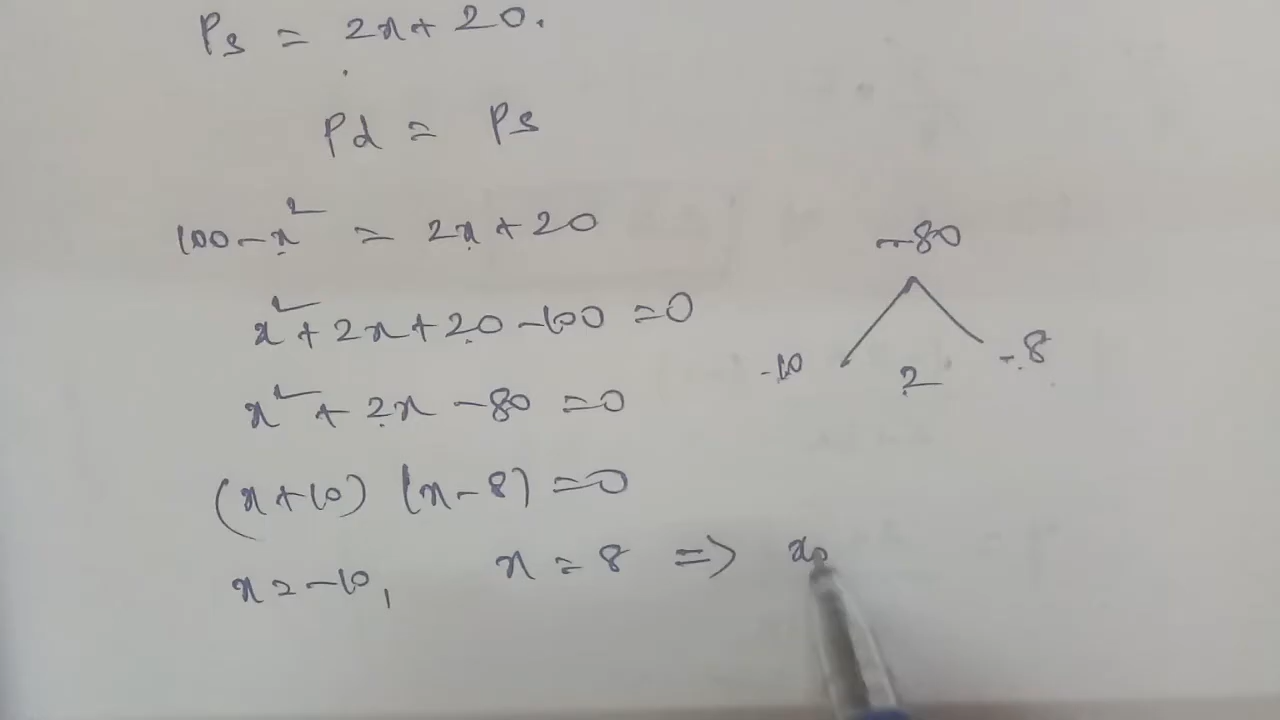 Ps = 2x + 20.
Pd = Ps
100 - x² = 2x + 20
x² + 2x + 20 - 100 = 0
x² + 2x - 80 = 0
(x + 10) (x - 8) = 0
x = -10, x = 8 => x0
-80
-10 2 -8